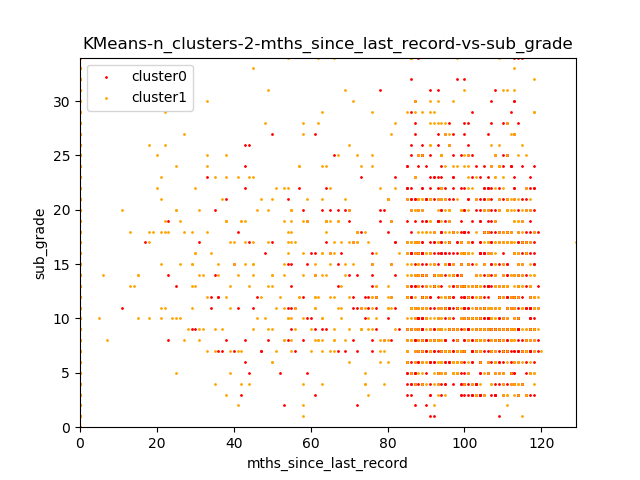 KMeans-n_clusters-2-mths_since_last_record-vs-sub_grade
cluster0
cluster1
30
25
20
15
10
5
0
sub_grade
0 20 40 60 80 100 120
mths_since_last_record